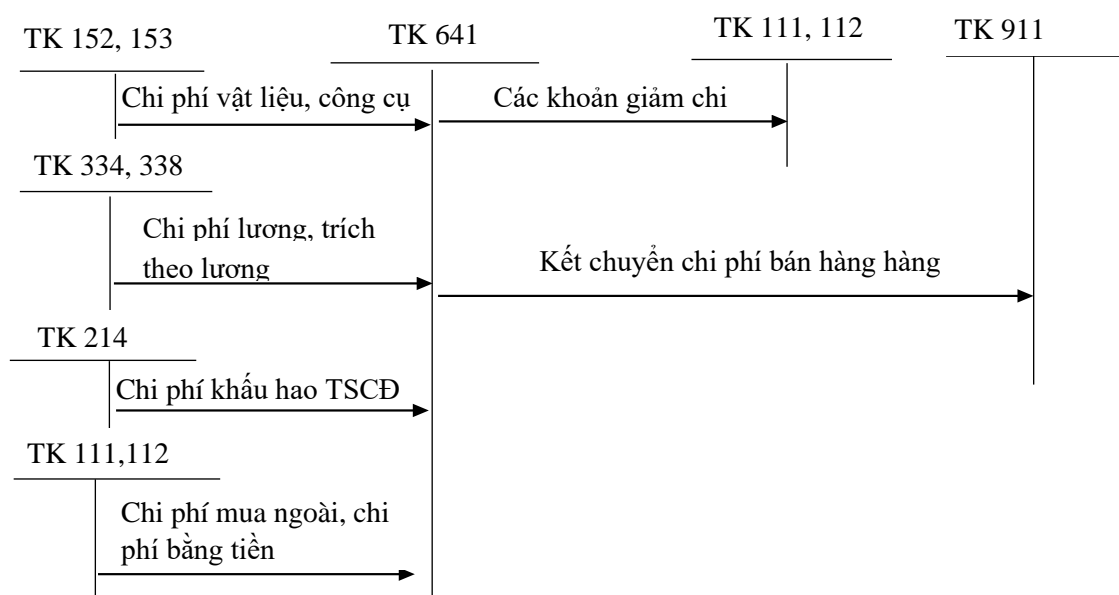 TK 152, 153
TK 641
TK 111, 112
TK 911
Chi phí vật liệu, công cụ
Các khoản giảm chi
TK 334, 338
Chi phí lương, trích
theo lương
Kết chuyển chi phí bán hàng hàng
TK 214
Chi phí khấu hao TSCĐ
TK 111,112
Chi phí mua ngoài, chi
phí bằng tiền